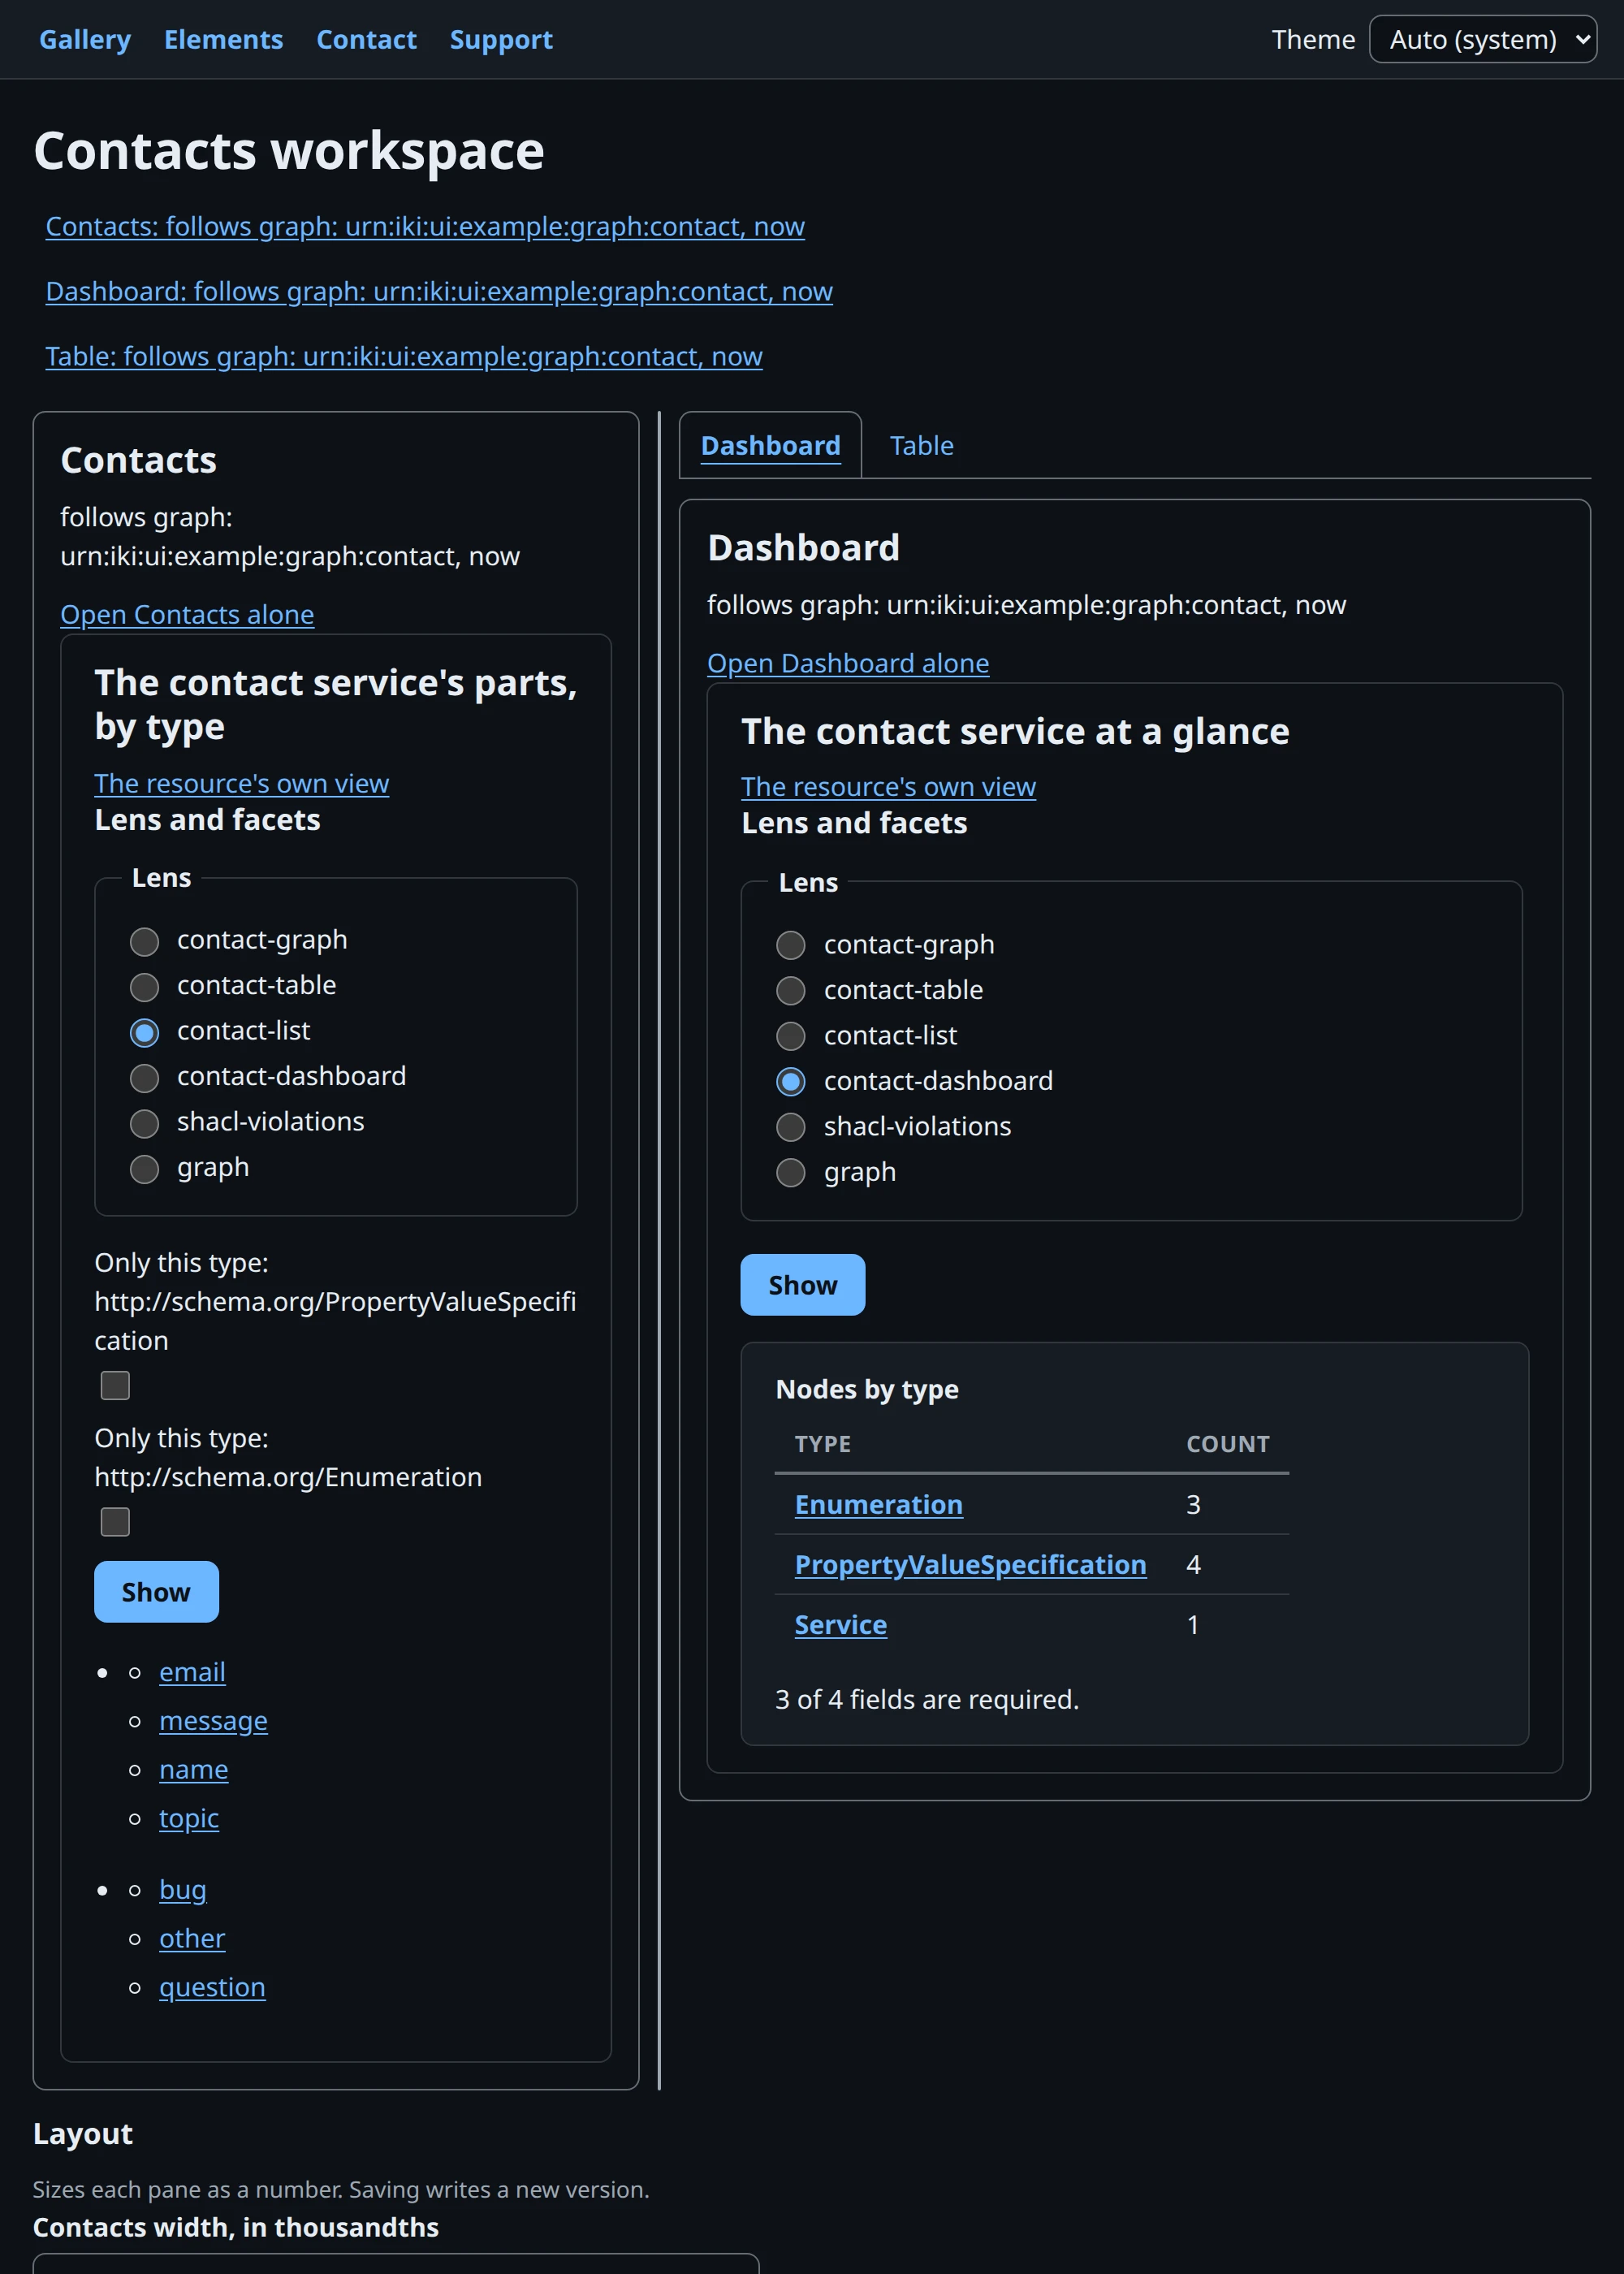 Gallery Elements Contact Support Theme Auto (system)
Contacts workspace
Contacts: follows graph: urn:iki:ui:example:graph:contact, now
Dashboard: follows graph: urn:iki:ui:example:graph:contact, now
Table: follows graph: urn:iki:ui:example:graph:contact, now
Contacts
follows graph:
urn:iki:ui:example:graph:contact, now
Open Contacts alone
The contact service's parts,
by type
The resource's own view
Lens and facets
Lens
contact-graph
contact-table
contact-list
contact-dashboard
shacl-violations
graph
Only this type:
http://schema.org/PropertyValueSpecifi
cation
Only this type:
http://schema.org/Enumeration
Show
email
message
name
topic
bug
other
question
Dashboard Table
Dashboard
follows graph: urn:iki:ui:example:graph:contact, now
Open Dashboard alone
The contact service at a glance
The resource's own view
Lens and facets
Lens
contact-graph
contact-table
contact-list
contact-dashboard
shacl-violations
graph
Show
Nodes by type
TYPE COUNT
Enumeration 3
PropertyValueSpecification 4
Service 1
3 of 4 fields are required.
Layout
Sizes each pane as a number. Saving writes a new version.
Contacts width, in thousandths